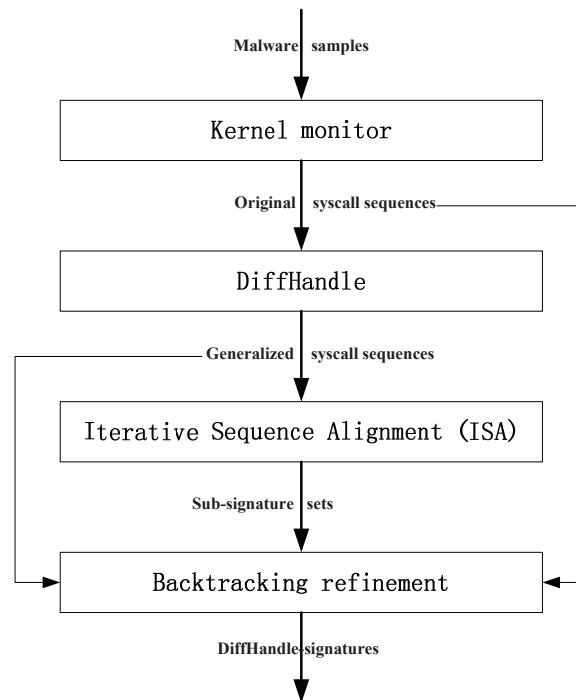 Malware samples
Kernel monitor
Original syscall sequences
DiffHandle
Generalized syscall sequences
Iterative Sequence Alignment (ISA)
Sub-signature sets
Backtracking refinement
DiffHandle-signatures